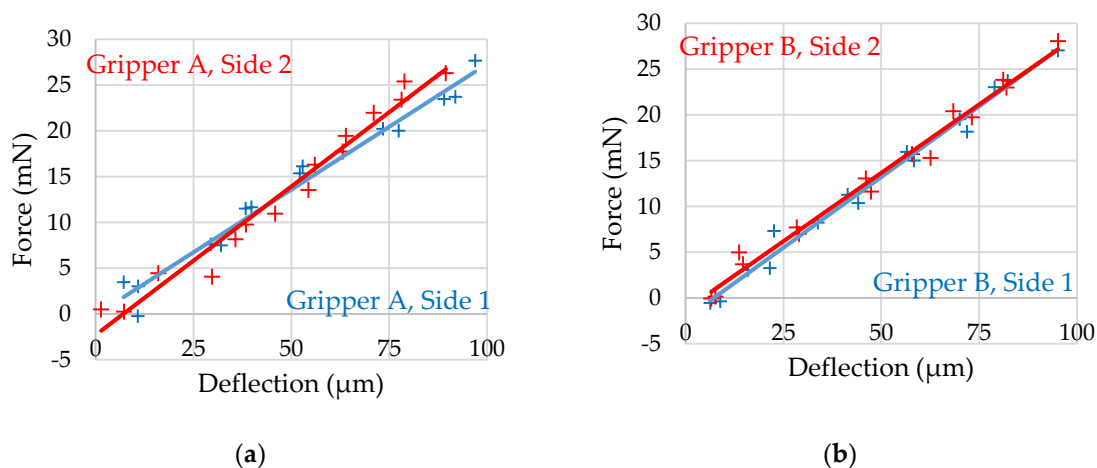 30
25
20
15
10
5
0
-5
Force (mN)
Gripper A, Side 2
Gripper A, Side 1
0
25
50
75
100
Deflection (µm)
(a)
30
25
20
15
10
5
0
-5
Force (mN)
Gripper B, Side 2
Gripper B, Side 1
0
25
50
75
100
Deflection (µm)
(b)